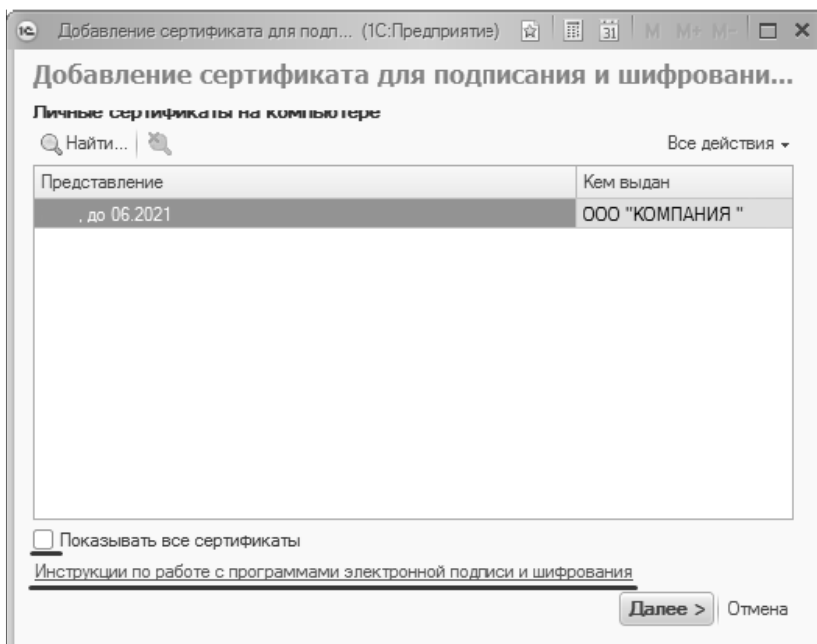 1С Добавление сертификата для подп... (1С:Предприятие) 31 M M+ M-
Добавление сертификата для подписания и шифровани...
Личные сертификаты на компьютере
Найти... Все действия
Представление Кем выдан
, до 06.2021 ООО "КОМПАНИЯ "
Показывать все сертификаты
Инструкции по работе с программами электронной подписи и шифрования
Далее > Отмена